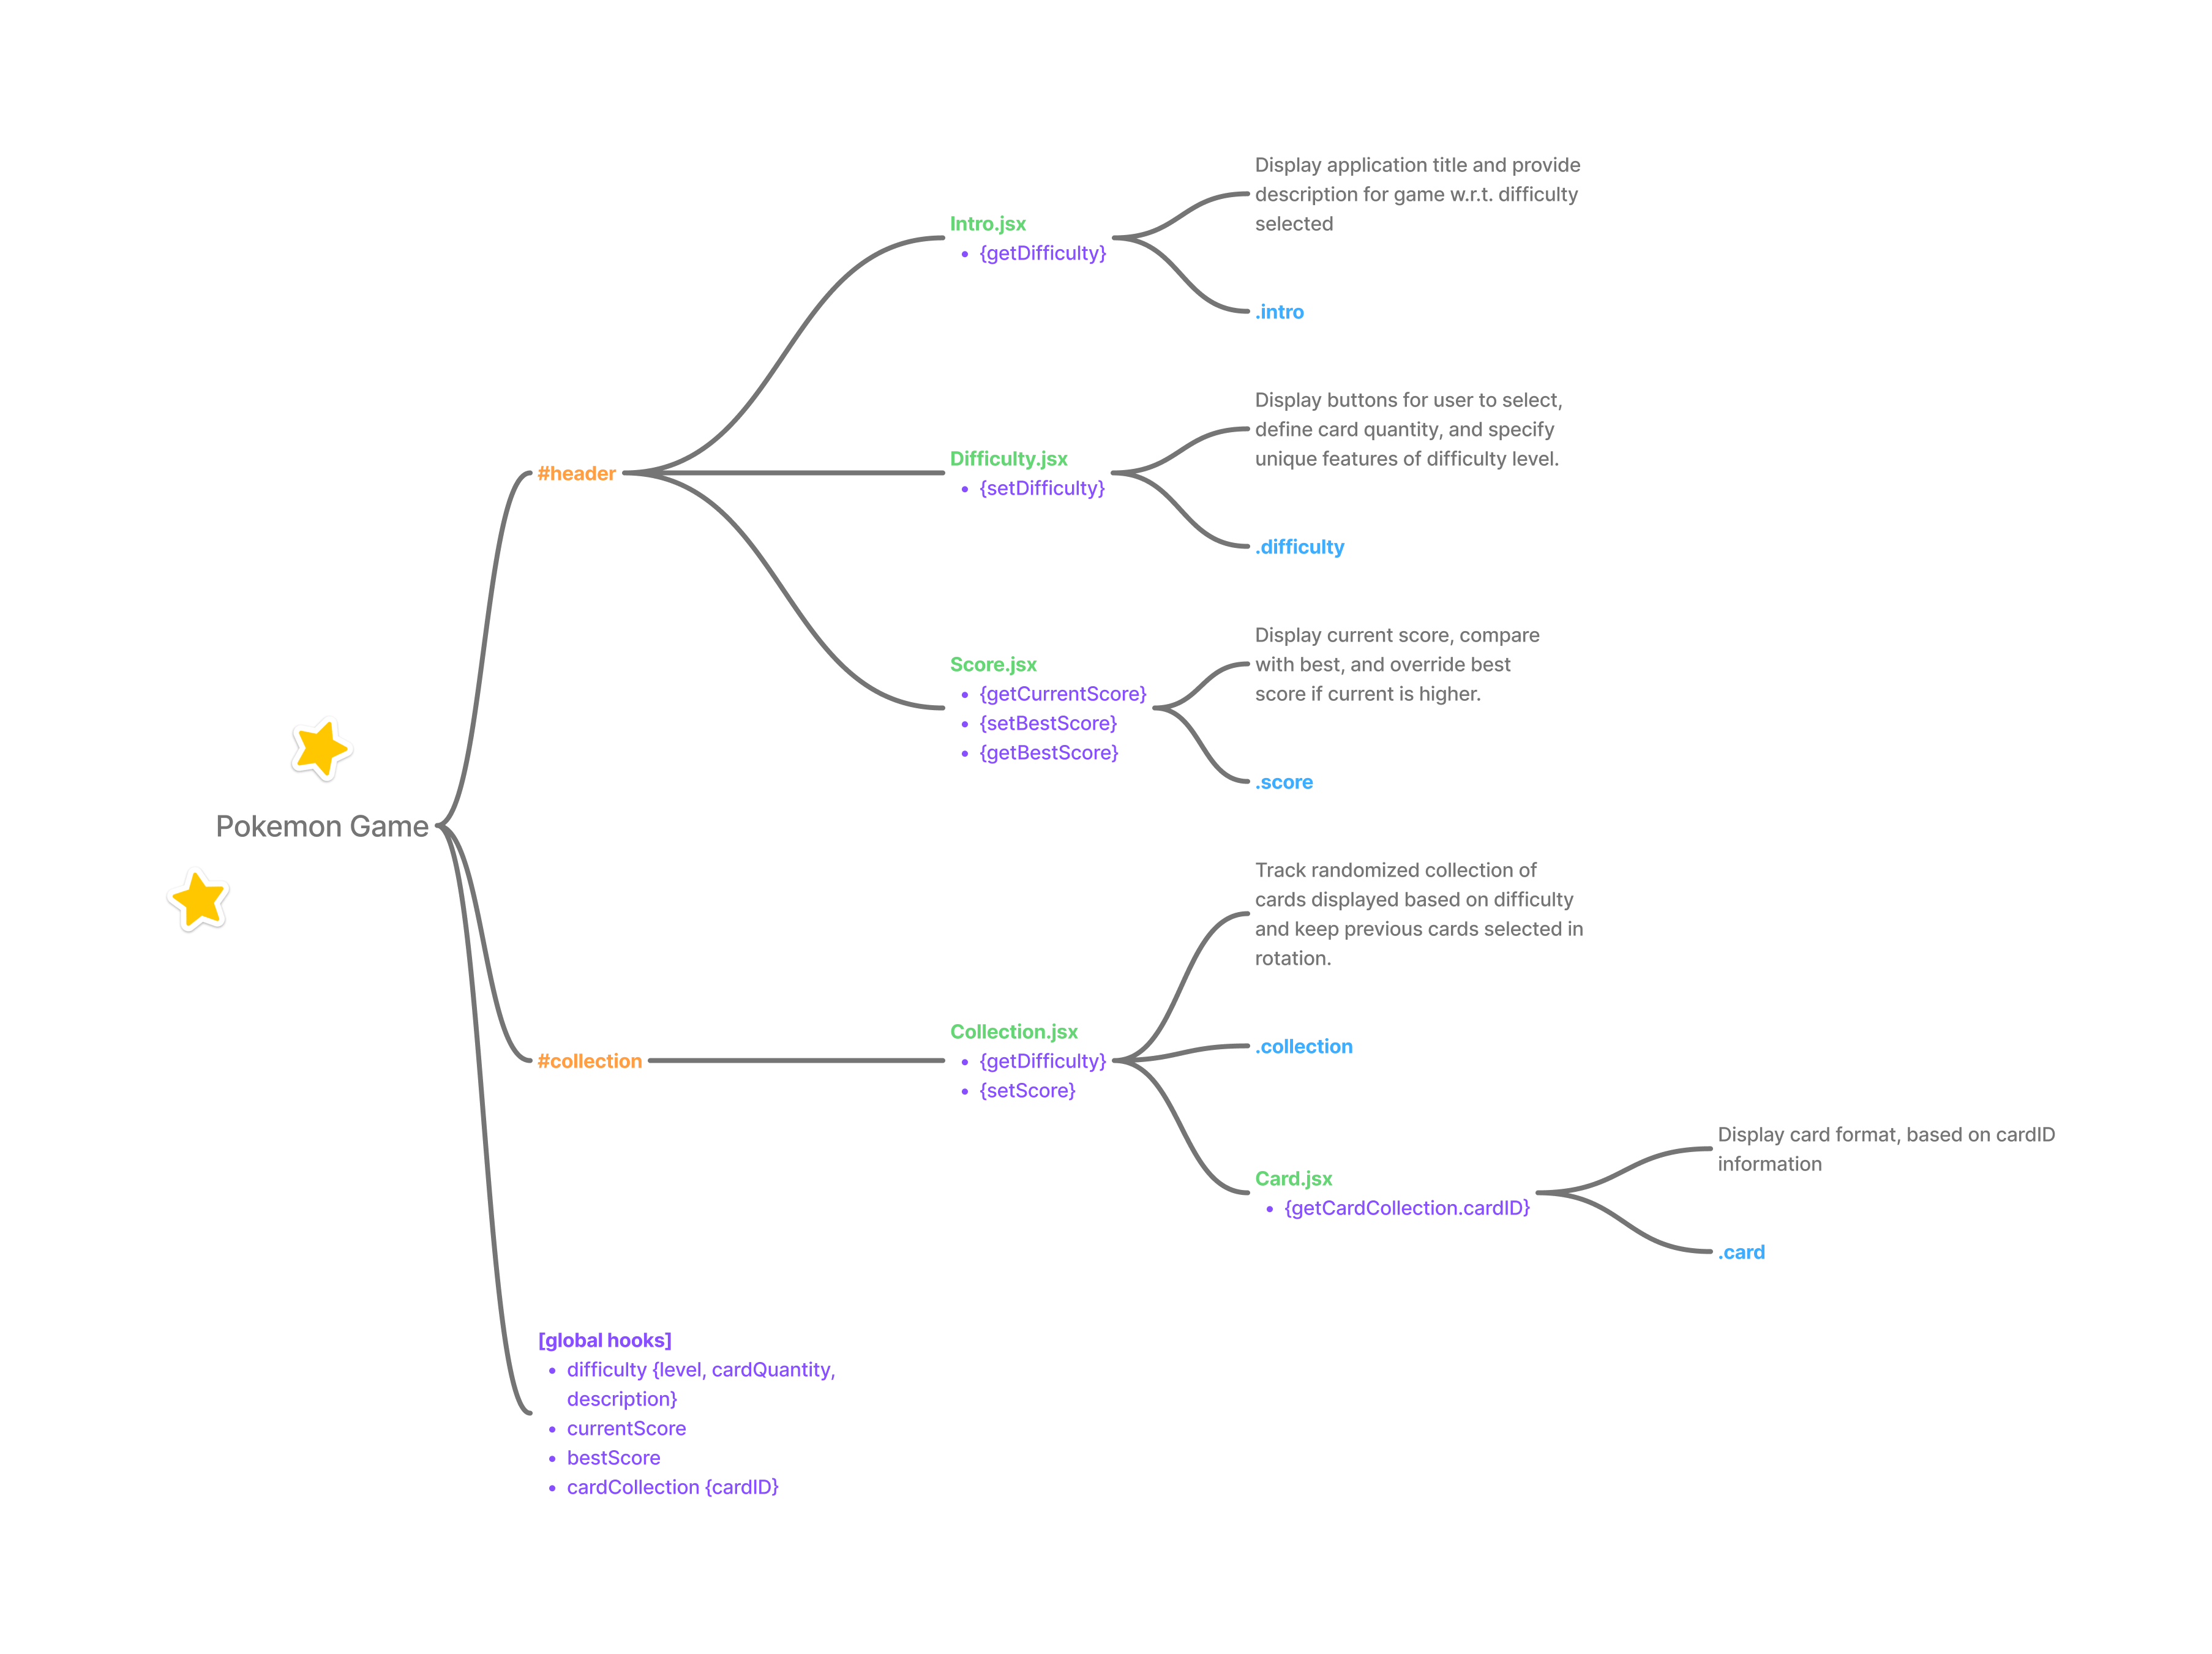 Pokemon Game
#header
Intro.jsx
• {getDifficulty}
Display application title and provide
description for game w.r.t. difficulty
selected
.intro
Difficulty.jsx
• {setDifficulty}
Display buttons for user to select,
define card quantity, and specify
unique features of difficulty level.
.difficulty
Score.jsx
• {getCurrentScore}
• {setBestScore}
• {getBestScore}
Display current score, compare
with best, and override best
score if current is higher.
.score
#collection
Collection.jsx
• {getDifficulty}
• {setScore}
Track randomized collection of
cards displayed based on difficulty
and keep previous cards selected in
rotation.
.collection
Card.jsx
• {getCardCollection.cardID}
Display card format, based on cardID
information
.card
[global hooks]
• difficulty {level, cardQuantity,
description}
• currentScore
• bestScore
• cardCollection {cardID}